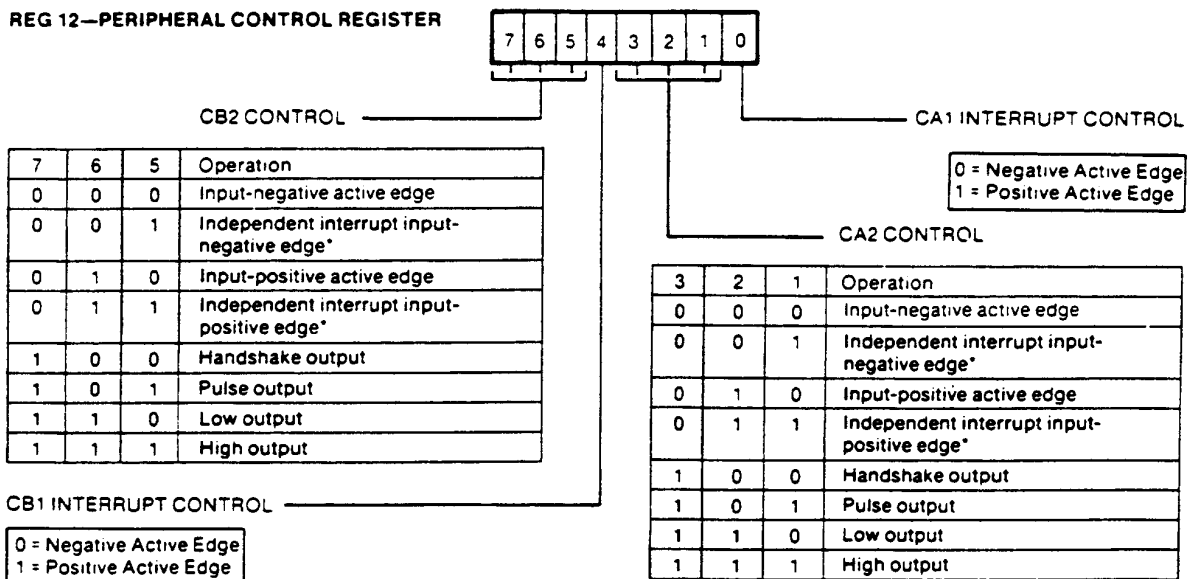 REG 12—PERIPHERAL CONTROL REGISTER
7 6 5 4 3 2 1 0
CB2 CONTROL
CA1 INTERRUPT CONTROL
0 = Negative Active Edge
1 = Positive Active Edge
7 6 5 Operation
0 0 0 Input-negative active edge
0 0 1 Independent interrupt input-
negative edge*
0 1 0 Input-positive active edge
0 1 1 Independent interrupt input-
positive edge*
1 0 0 Handshake output
1 0 1 Pulse output
1 1 0 Low output
1 1 1 High output
CA2 CONTROL
3 2 1 Operation
0 0 0 Input-negative active edge
0 0 1 Independent interrupt input-
negative edge*
0 1 0 Input-positive active edge
0 1 1 Independent interrupt input-
positive edge*
1 0 0 Handshake output
1 0 1 Pulse output
1 1 0 Low output
1 1 1 High output
CB1 INTERRUPT CONTROL
0 = Negative Active Edge
1 = Positive Active Edge